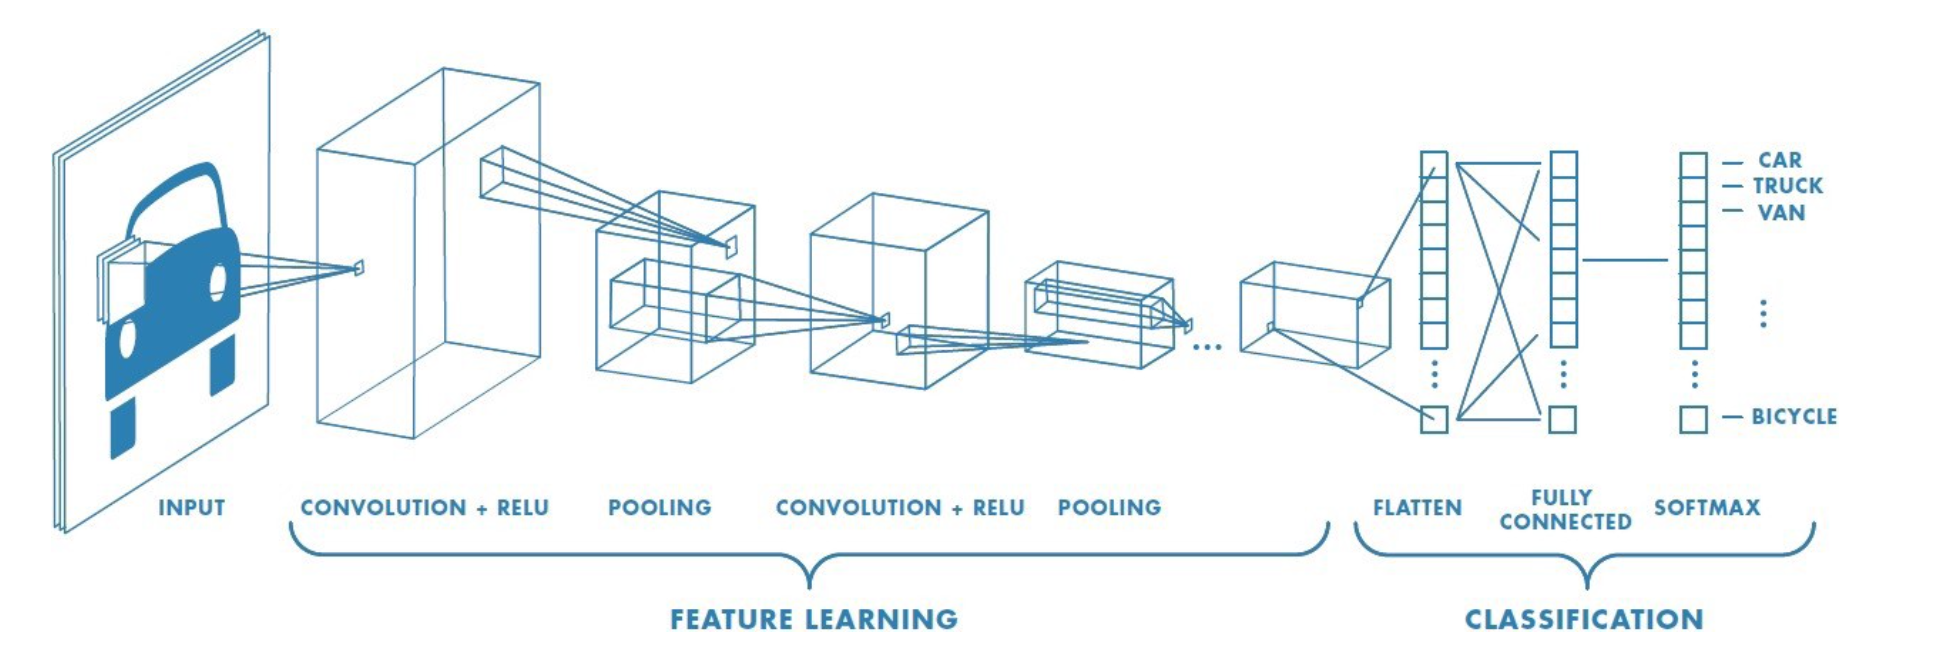 CAR
TRUCK
VAN
BICYCLE
INPUT
CONVOLUTION + RELU
POOLING
CONVOLUTION + RELU
POOLING
FLATTEN
FULLY
CONNECTED
SOFTMAX
FEATURE LEARNING
CLASSIFICATION